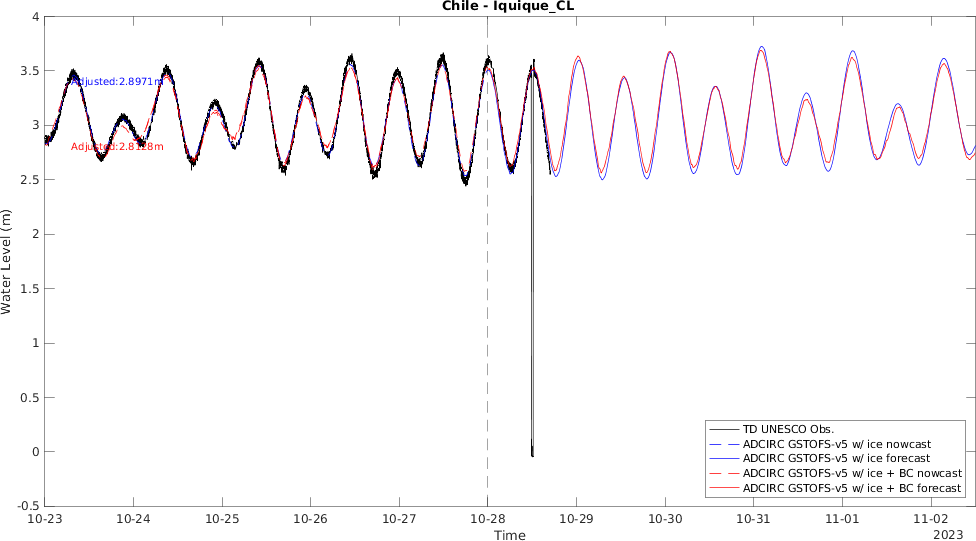 Chile - Iquique_CL
4
3.5
3
2.5
2
1.5
1
0.5
0
-0.5
Water Level (m)
Adjusted:2.8971m
Adjusted:2.8128m
TD UNESCO Obs.
ADCIRC GSTOFS-v5 w/ ice nowcast
ADCIRC GSTOFS-v5 w/ ice forecast
ADCIRC GSTOFS-v5 w/ ice + BC nowcast
ADCIRC GSTOFS-v5 w/ ice + BC forecast
10-23 10-24 10-25 10-26 10-27 10-28 10-29 10-30 10-31 11-01 11-02
Time
2023